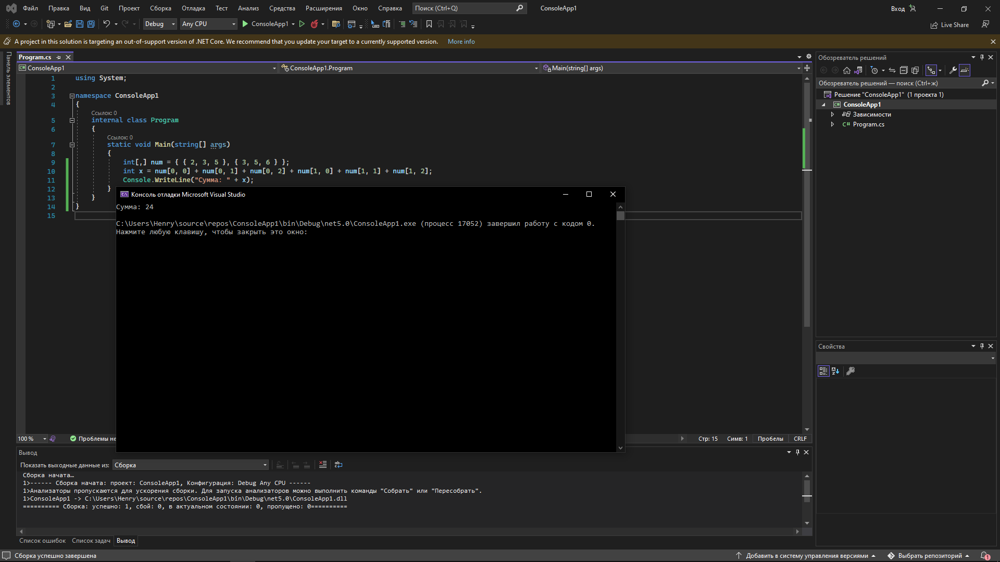 Файл Правка Вид Git Проект Сборка Отладка Тест Анализ Средства Расширения Окно Справка Поиск (Ctrl+Q) ConsoleApp1 Вход
Debug Any CPU ConsoleApp1 Live Share
A project in this solution is targeting an out-of-support version of .NET Core. We recommend that you update your target to a currently supported version. More info
Панель элементов
Program.cs
ConsoleApp1 ConsoleApp1.Program Main(string[] args)
1 using System;
2
3 namespace ConsoleApp1
4 {
Ссылок: 0
5 internal class Program
6 {
Ссылок: 0
7 static void Main(string[] args)
8 {
9 int[,] num = { { 2, 3, 5 }, { 3, 5, 6 } };
10 int x = num[0, 0] + num[0, 1] + num[0, 2] + num[1, 0] + num[1, 1] + num[1, 2];
11 Console.WriteLine("Сумма: " + x);
12 }
13 }
14 }
15
Консоль отладки Microsoft Visual Studio
Сумма: 24
C:\Users\Henry\source\repos\ConsoleApp1\bin\Debug\net5.0\ConsoleApp1.exe (процесс 17052) завершил работу с кодом 0.
Нажмите любую клавишу, чтобы закрыть это окно:
100 % Проблемы не Стр: 15 Симв: 1 Пробелы CRLF
Вывод
Показать выходные данные из: Сборка
Сборка начата…
1>------ Сборка начата: проект: ConsoleApp1, Конфигурация: Debug Any CPU ------
1>Анализаторы пропускаются для ускорения сборки. Для запуска анализаторов можно выполнить команды "Собрать" или "Пересобрать".
1>ConsoleApp1 -> C:\Users\Henry\source\repos\ConsoleApp1\bin\Debug\net5.0\ConsoleApp1.dll
========== Сборка: успешно: 1, сбой: 0, в актуальном состоянии: 0, пропущено: 0==========
Список ошибок Список задач Вывод
Обозреватель решений
Обозреватель решений — поиск (Ctrl+ж)
Решение "ConsoleApp1" (1 проекта 1)
ConsoleApp1
Зависимости
C# Program.cs
Свойства
Сборка успешно завершена Добавить в систему управления версиями Выбрать репозиторий 1